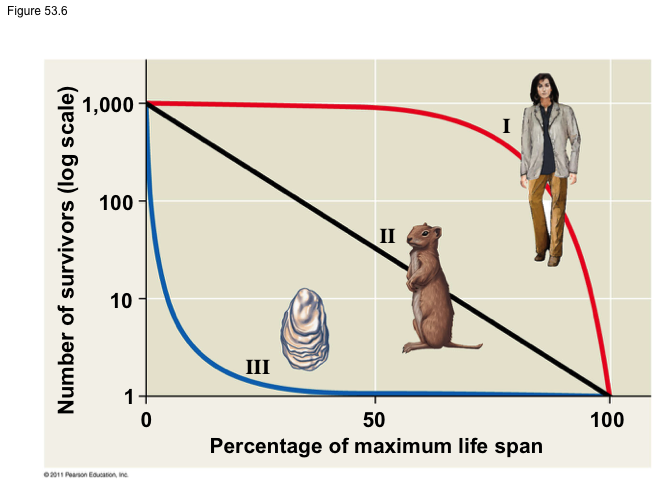 Figure 53.6
Number of survivors (log scale)
1,000
100
10
1
I
II
III
0
50
100
Percentage of maximum life span
© 2011 Pearson Education, Inc.